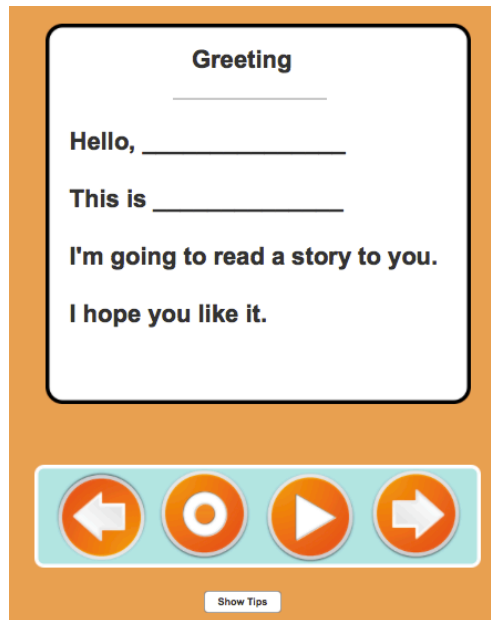 Greeting
Hello, _______________
This is ______________
I'm going to read a story to you.
I hope you like it.
Show Tips